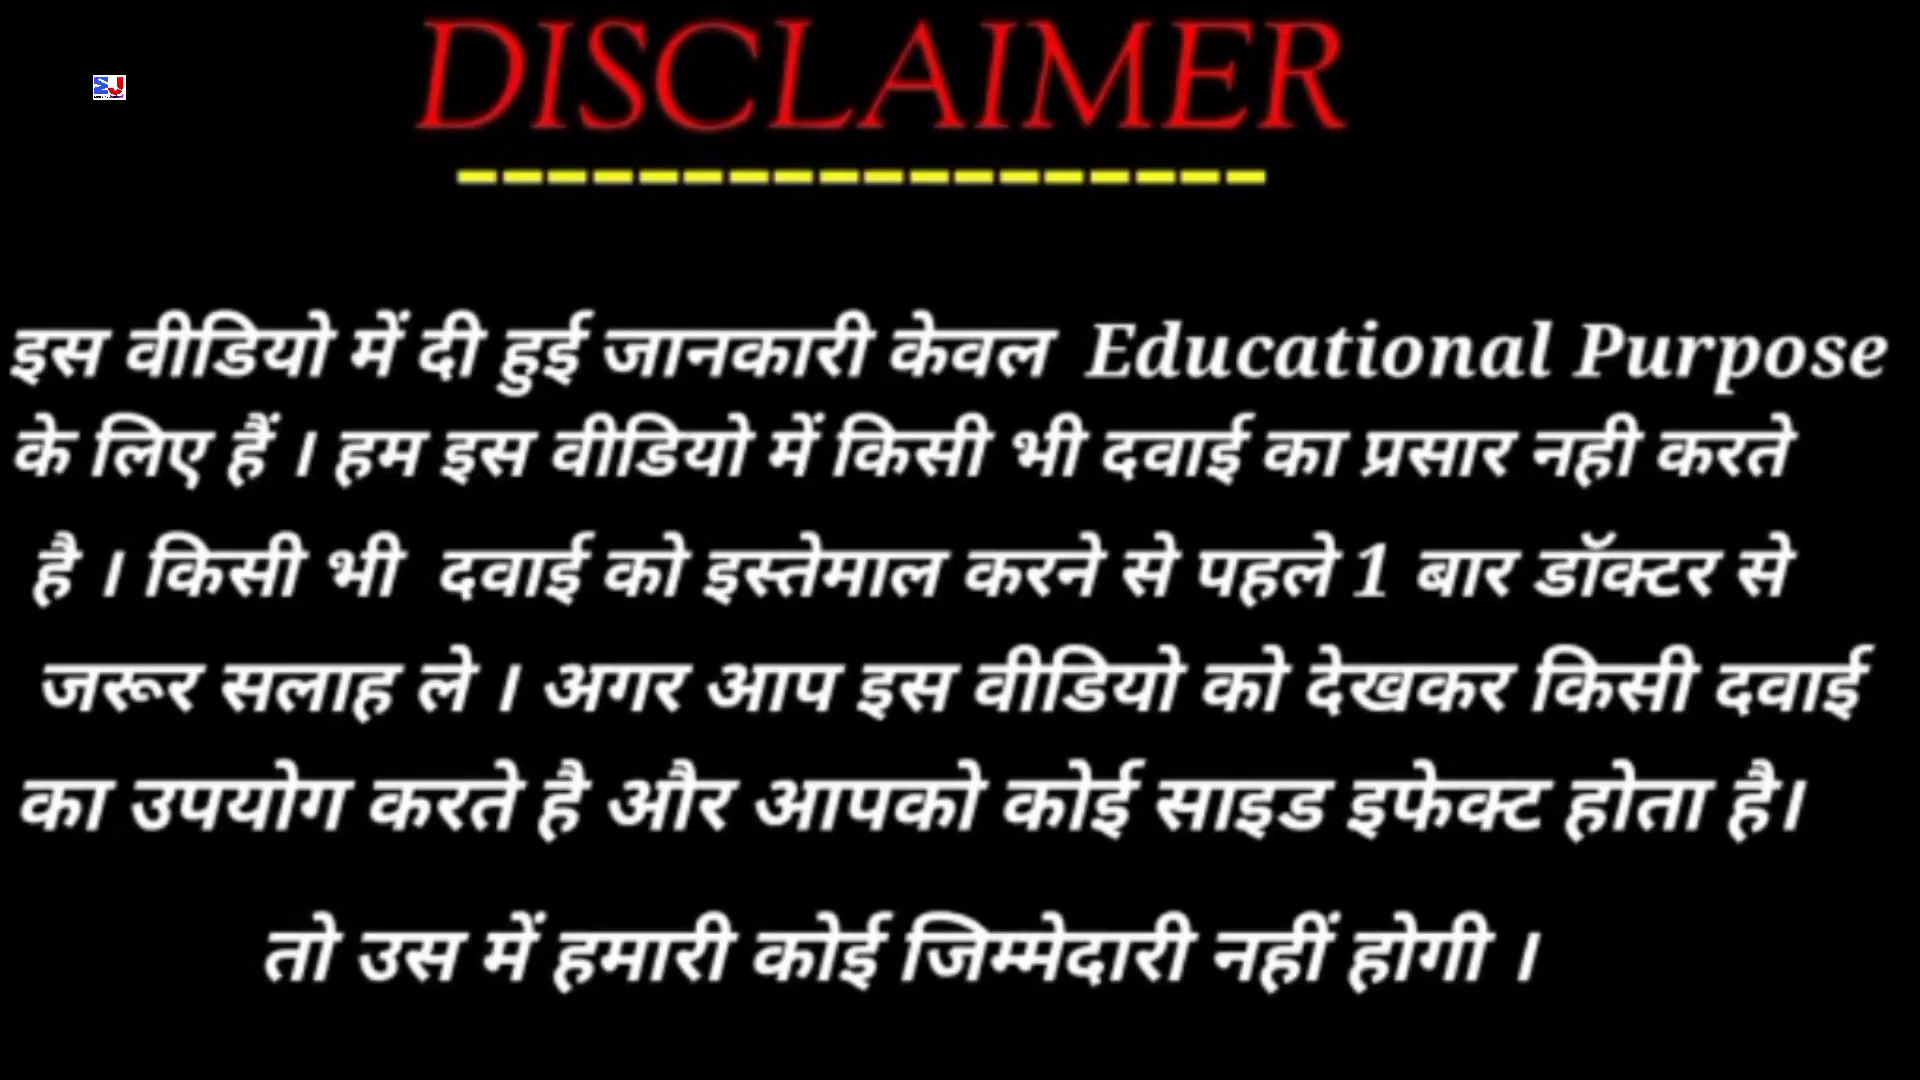 DISCLAIMER
इस वीडियो में दी हुई जानकारी केवल Educational Purpose
के लिए हैं । हम इस वीडियो में किसी भी दवाई का प्रसार नही करते
है । किसी भी दवाई को इस्तेमाल करने से पहले 1 बार डॉक्टर से
जरूर सलाह ले । अगर आप इस वीडियो को देखकर किसी दवाई
का उपयोग करते है और आपको कोई साइड इफेक्ट होता है।
तो उस में हमारी कोई जिम्मेदारी नहीं होगी ।